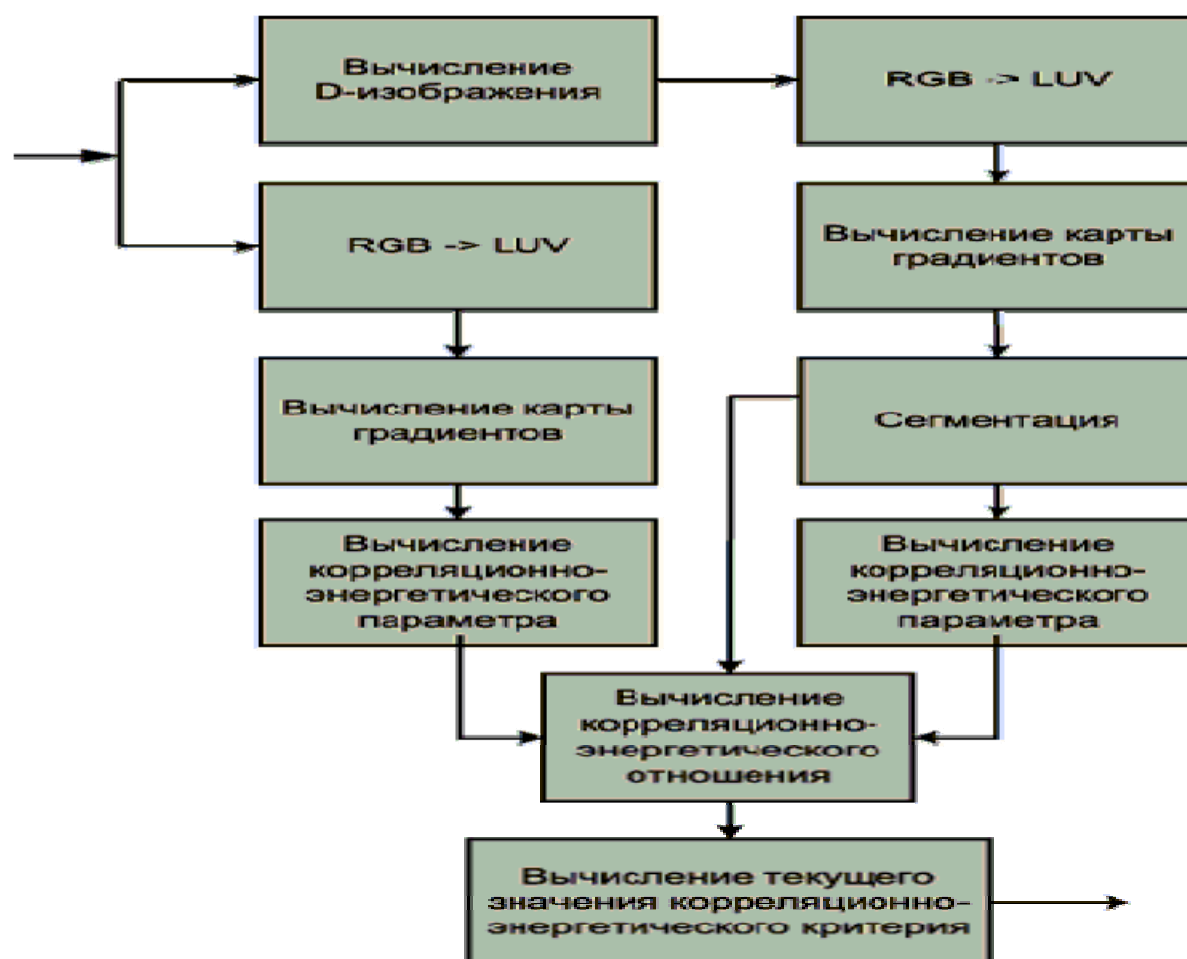 Вычисление
D-изображения
RGB -> LUV
RGB -> LUV
Вычисление карты
градиентов
Вычисление карты
градиентов
Сегментация
Вычисление
корреляционно-
энергетического
параметра
Вычисление
корреляционно-
энергетического
параметра
Вычисление
корреляционно-
энергетического
отношения
Вычисление текущего
значения корреляционно-
энергетического критерия